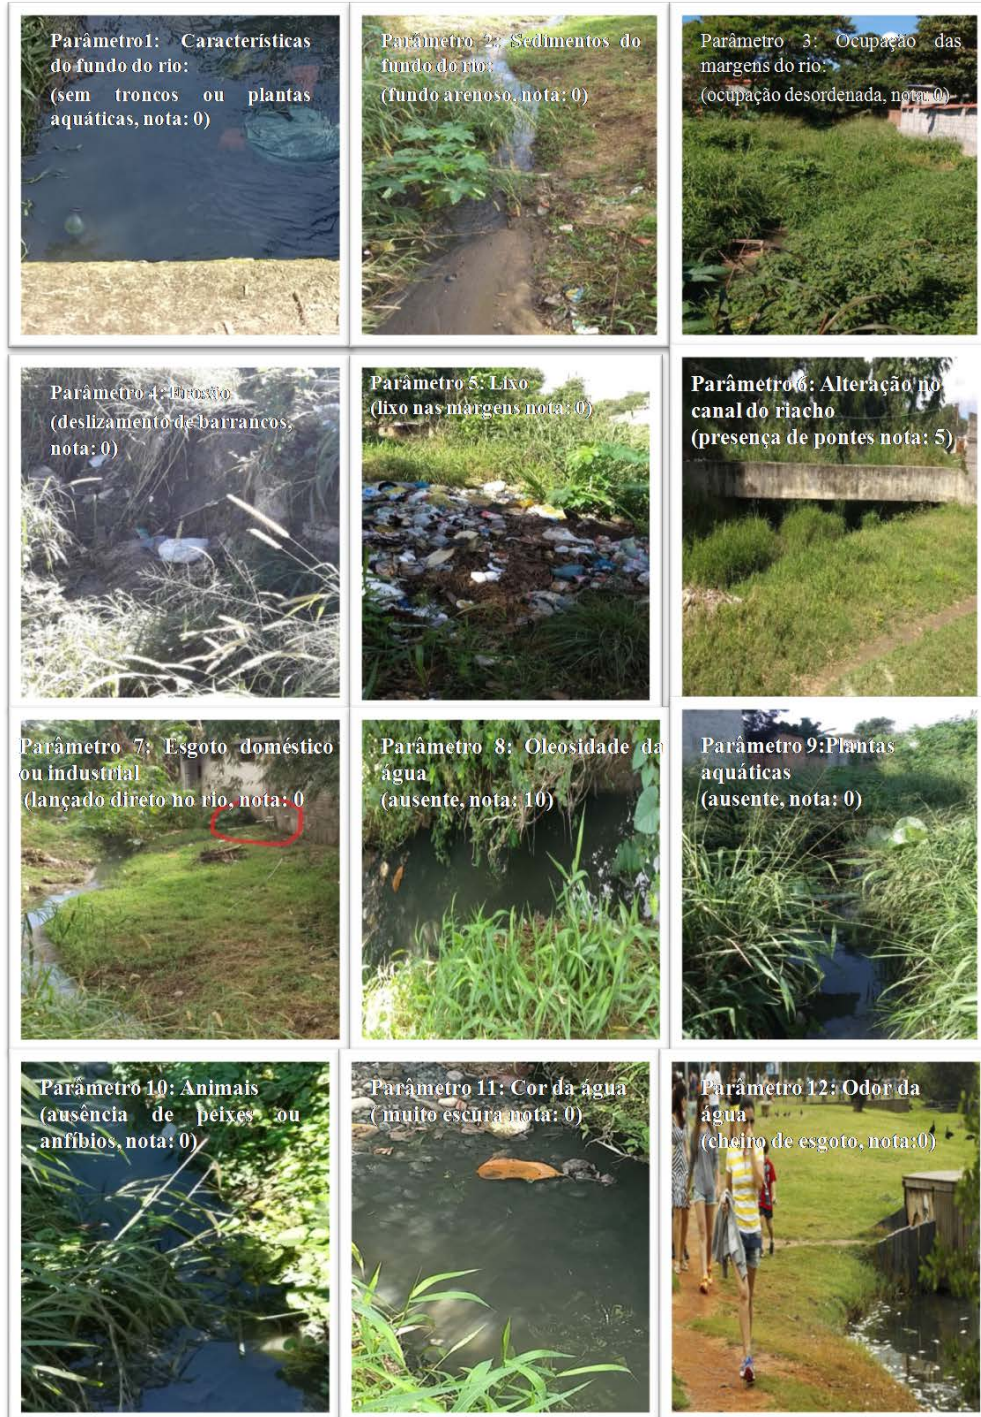 Parâmetro1: Características
do fundo do rio:
(sem troncos ou plantas
aquáticas, nota: 0)
Parâmetro 2: Sedimentos do
fundo do rio:
(fundo arenoso, nota: 0)
Parâmetro 3: Ocupação das
margens do rio:
(ocupação desordenada, nota: 0)
Parâmetro 4: Erosão
(deslizamento de barrancos,
nota: 0)
Parâmetro 5: Lixo
(lixo nas margens nota: 0)
Parâmetro 6: Alteração no
canal do riacho
(presença de pontes nota: 5)
Parâmetro 7: Esgoto doméstico
ou industrial
(lançado direto no rio, nota: 0
Parâmetro 8: Oleosidade da
água
(ausente, nota: 10)
Parâmetro 9:Plantas
aquáticas
(ausente, nota: 0)
Parâmetro 10: Animais
(ausência de peixes ou
anfíbios, nota: 0)
Parâmetro 11: Cor da água
( muito escura nota: 0)
Parâmetro 12: Odor da
água
(cheiro de esgoto, nota:0)